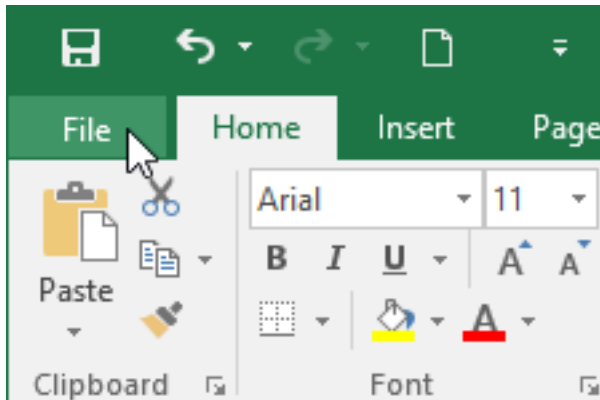 File Home Insert Page
Arial 11
B I U A A
Paste
A
Clipboard Font